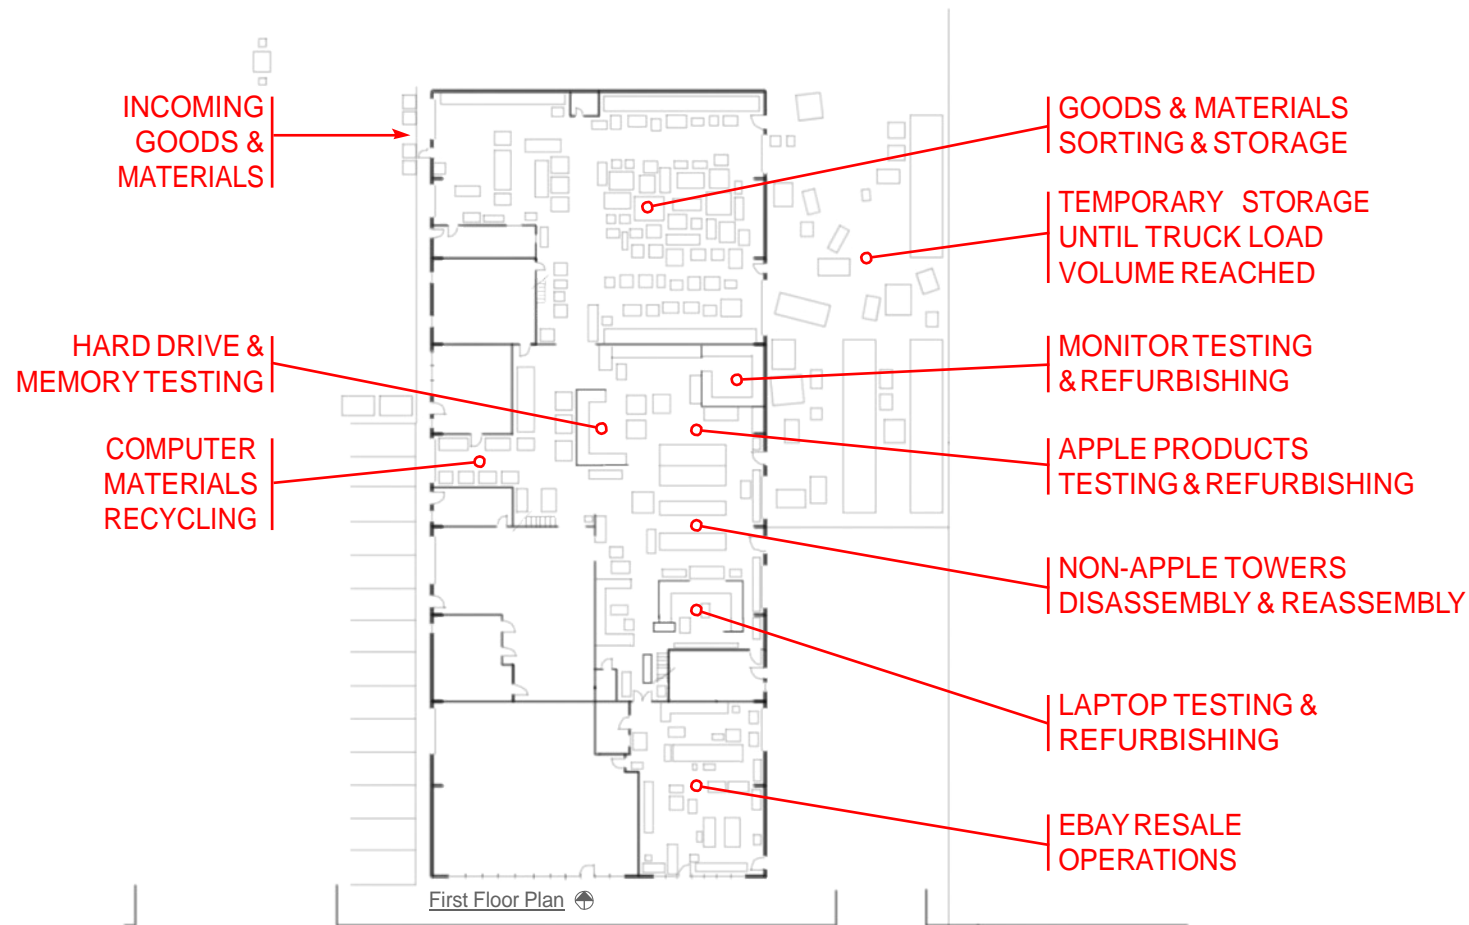 INCOMING
GOODS &
MATERIALS
HARD DRIVE &
MEMORY TESTING
COMPUTER
MATERIALS
RECYCLING
GOODS & MATERIALS
SORTING & STORAGE
TEMPORARY STORAGE
UNTIL TRUCK LOAD
VOLUME REACHED
MONITOR TESTING
& REFURBISHING
APPLE PRODUCTS
TESTING & REFURBISHING
NON-APPLE TOWERS
DISASSEMBLY & REASSEMBLY
LAPTOP TESTING &
REFURBISHING
EBAY RESALE
OPERATIONS
First Floor Plan